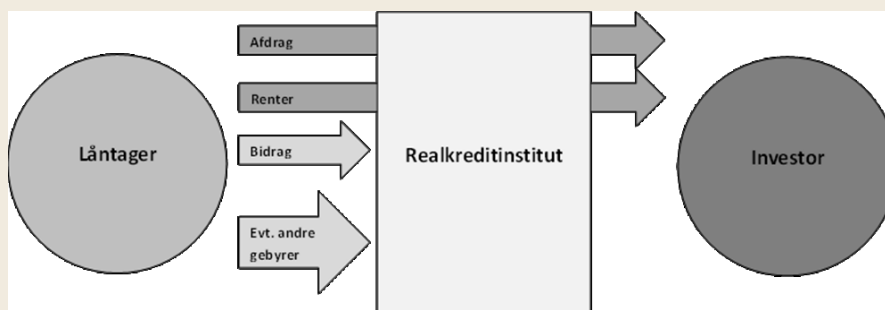 Afdrag
Renter
Låntager
Bidrag
Realkreditinstitut
Investor
Evt. andre
gebyrer